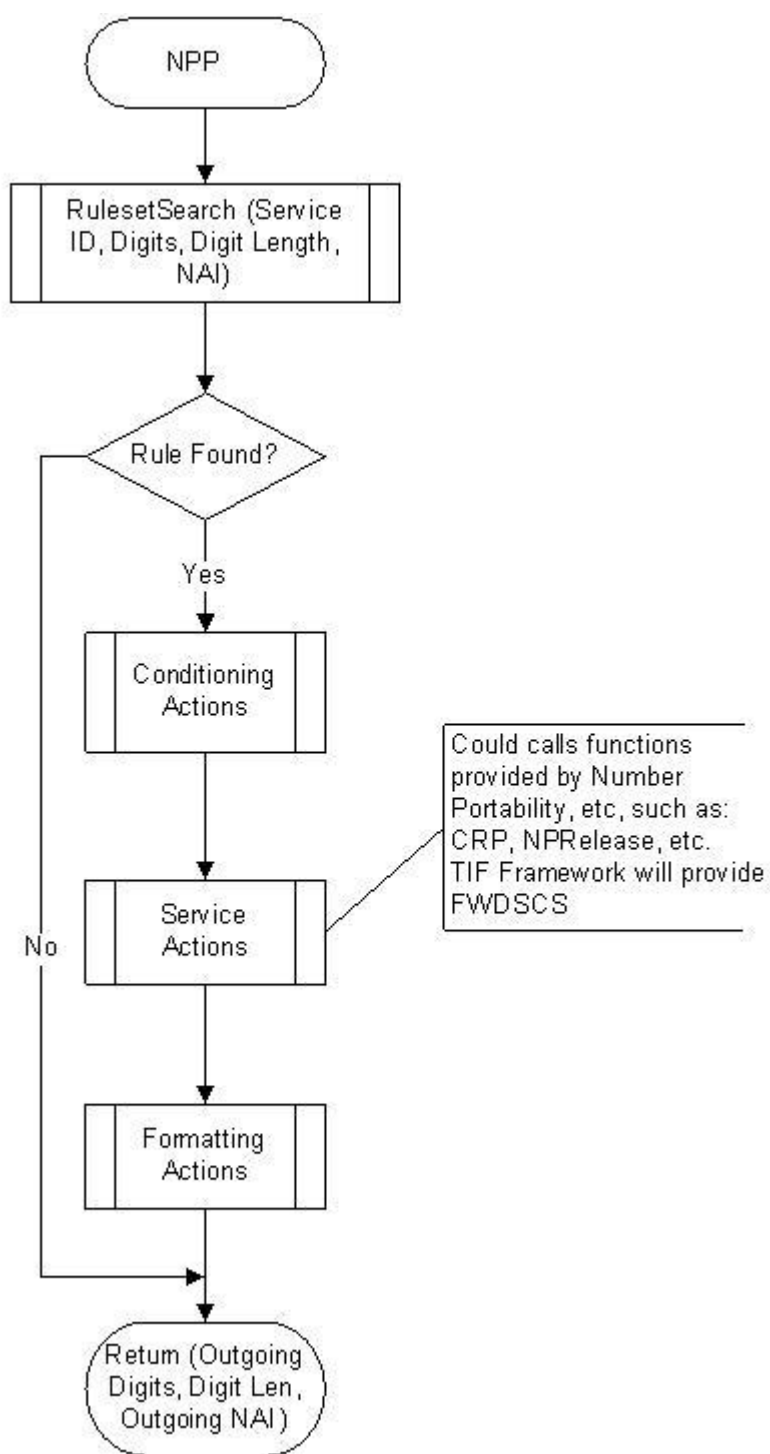 NPP
RulesetSearch (Service
ID, Digits, Digit Length,
NAI)
Rule Found?
Yes
Conditioning
Actions
Could calls functions
provided by Number
Portability, etc, such as:
CRP, NPRelease, etc.
TIF Framework will provide
FWDSCS
Service
Actions
No
Formatting
Actions
Return (Outgoing
Digits, Digit Len,
Outgoing NAI)